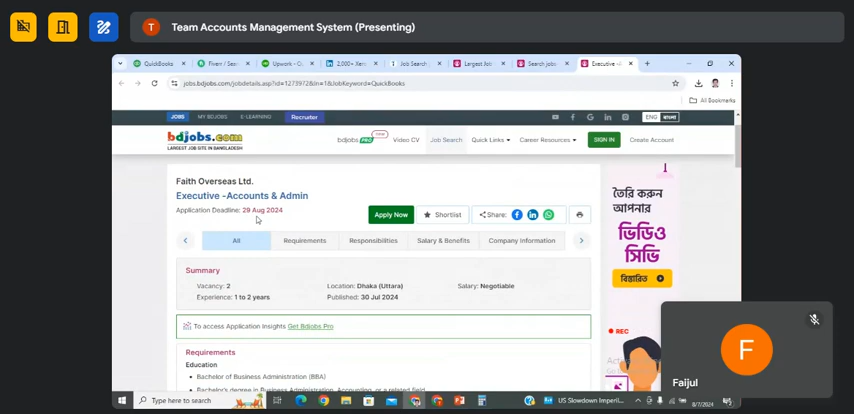 T Team Accounts Management System (Presenting)
QuickBooks
Fiverr / Sear
Upwork - Qu
2,000+ Xero
Job Search |
Largest Job
Search jobs
Executive -A
jobs.bdjobs.com/jobdetails.asp?id=1273972&ln=1&JobKeyword=QuickBooks
All Bookmarks
JOBS MY BDJOBS E-LEARNING Recruiter ENG বাংলা
bdjobs.com
LARGEST JOB SITE IN BANGLADESH
bdjobs PRO new Video CV Job Search Quick Links Career Resources SIGN IN Create Account
Faith Overseas Ltd.
Executive -Accounts & Admin
Application Deadline: 29 Aug 2024
Apply Now Shortlist Share:
All Requirements Responsibilities Salary & Benefits Company Information
Summary
Vacancy: 2 Location: Dhaka (Uttara) Salary: Negotiable
Experience: 1 to 2 years Published: 30 Jul 2024
To access Application Insights Get Bdjobs Pro
Requirements
Education
Bachelor of Business Administration (BBA)
Bachelor's degree in Business Administration, Accounting, or a related field
তৈরি করুন
আপনার
ভিডিও
সিভি
বিস্তারিত
REC
F
Faijul
Type here to search
US Slowdown Imperil...
8/7/2024